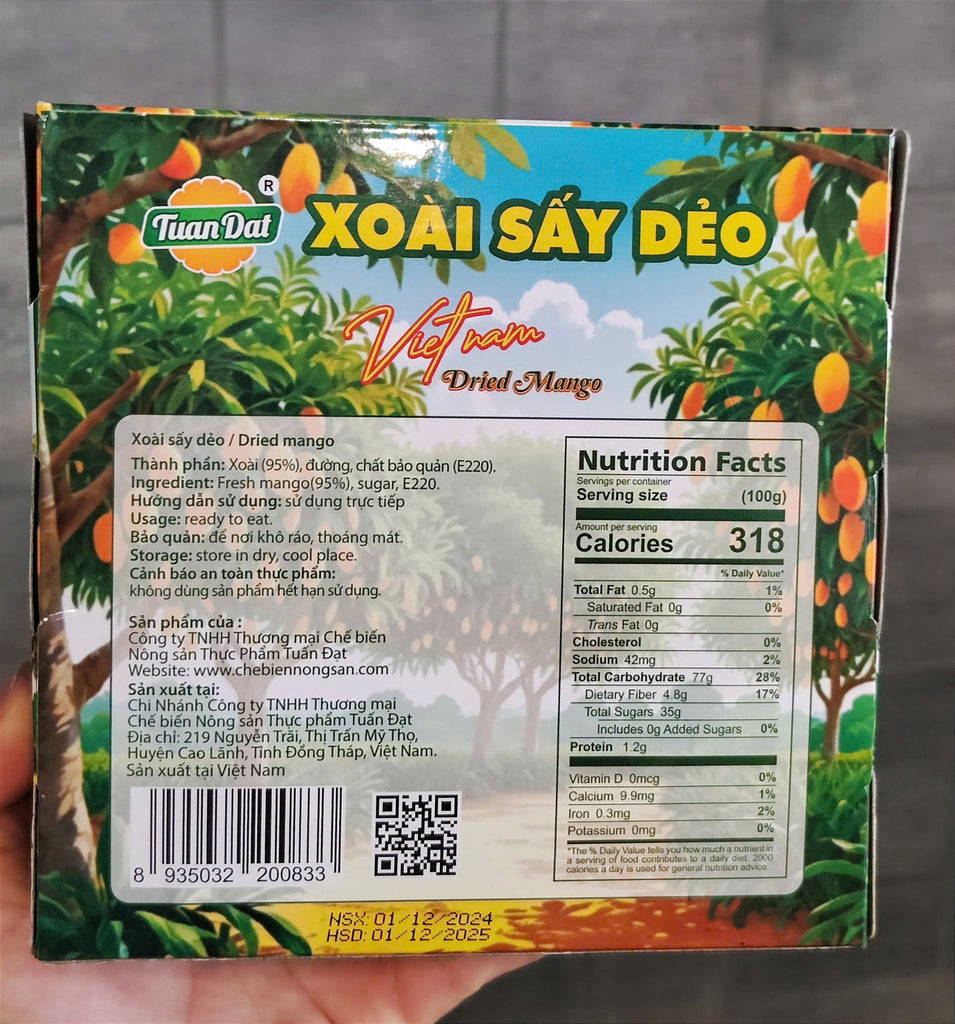 Tuan Dat ®
XOÀI SẤY DẺO
Viet nam
Dried Mango
Xoài sấy dẻo / Dried mango
Thành phần: Xoài (95%), đường, chất bảo quản (E220).
Ingredient: Fresh mango(95%), sugar, E220.
Hướng dẫn sử dụng: sử dụng trực tiếp
Usage: ready to eat.
Bảo quản: để nơi khô ráo, thoáng mát.
Storage: store in dry, cool place.
Cảnh báo an toàn thực phẩm:
không dùng sản phẩm hết hạn sử dụng.
Sản phẩm của :
Công ty TNHH Thương mại Chế biến
Nông sản Thực Phẩm Tuấn Đạt
Website: www.chebiennongsan.com
Sản xuất tại:
Chi Nhánh Công ty TNHH Thương mại
Chế biến Nông sản Thực phẩm Tuấn Đạt
Địa chỉ: 219 Nguyễn Trãi, Thị Trấn Mỹ Thọ,
Huyện Cao Lãnh, Tỉnh Đồng Tháp, Việt Nam.
Sản xuất tại Việt Nam
8 935032 200833
Nutrition Facts
Servings per container
Serving size (100g)
Amount per serving
Calories 318
% Daily Value*
Total Fat 0.5g 1%
Saturated Fat 0g 0%
Trans Fat 0g
Cholesterol 0%
Sodium 42mg 2%
Total Carbohydrate 77g 28%
Dietary Fiber 4.8g 17%
Total Sugars 35g
Includes 0g Added Sugars 0%
Protein 1.2g
Vitamin D 0mcg 0%
Calcium 9.9mg 1%
Iron 0.3mg 2%
Potassium 0mg 0%
*The % Daily Value tells you how much a nutrient in
a serving of food contributes to a daily diet. 2000
calories a day is used for general nutrition advice.
NSX: 01/12/2024
HSD: 01/12/2025